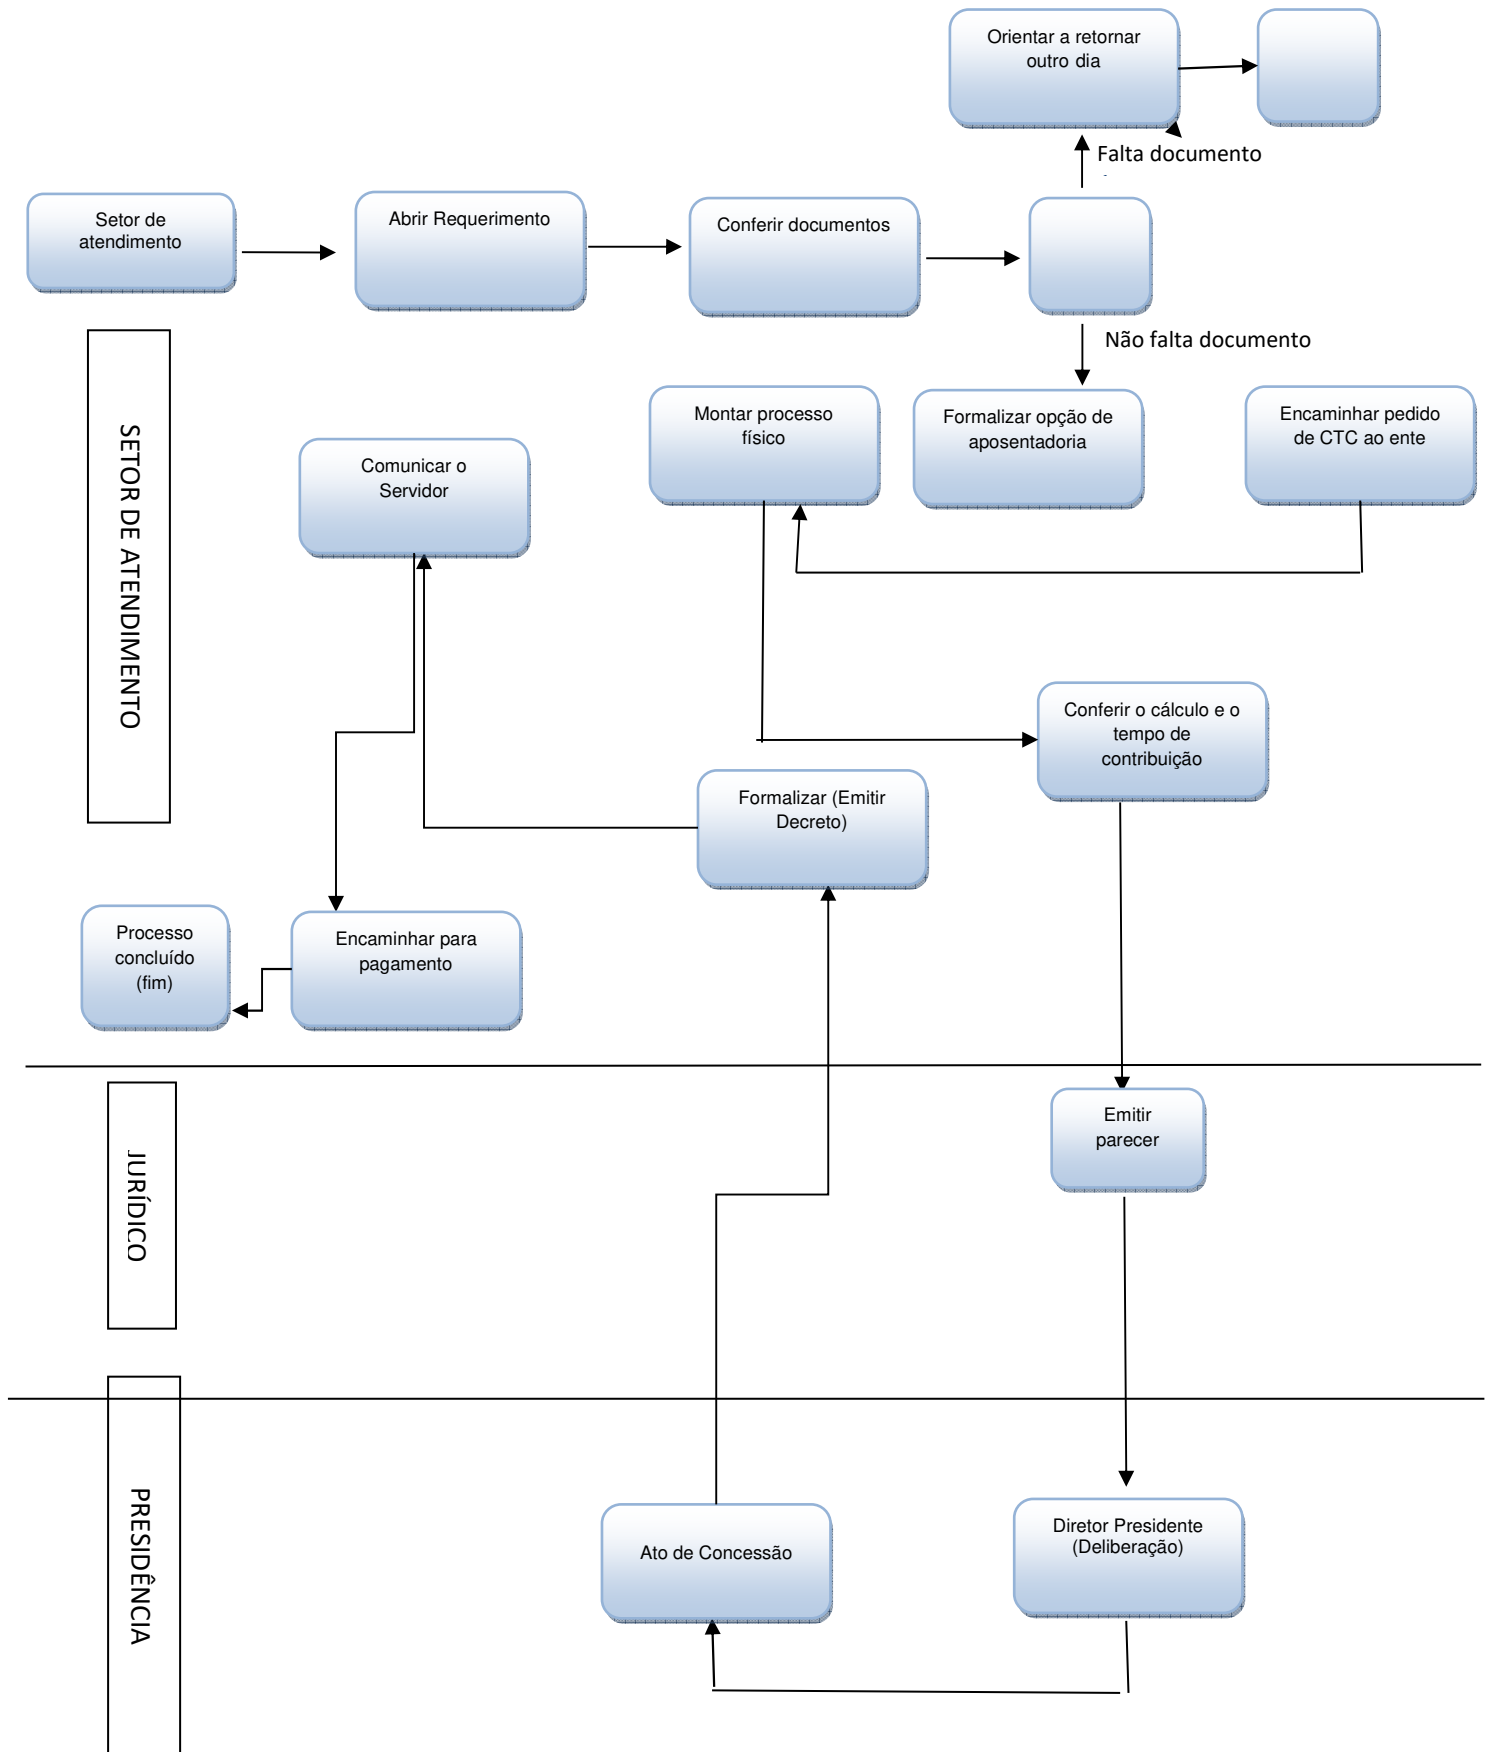 Orientar a retornar
outro dia
Falta documento
Setor de
atendimento
Abrir Requerimento
Conferir documentos
Não falta documento
Montar processo
físico
Formalizar opção de
aposentadoria
Encaminhar pedido
de CTC ao ente
Comunicar o
Servidor
SETOR DE ATENDIMENTO
Conferir o cálculo e o
tempo de
contribuição
Formalizar (Emitir
Decreto)
Processo
concluído
(fim)
Encaminhar para
pagamento
Emitir
parecer
JURÍDICO
Ato de Concessão
Diretor Presidente
(Deliberação)
PRESIDÊNCIA